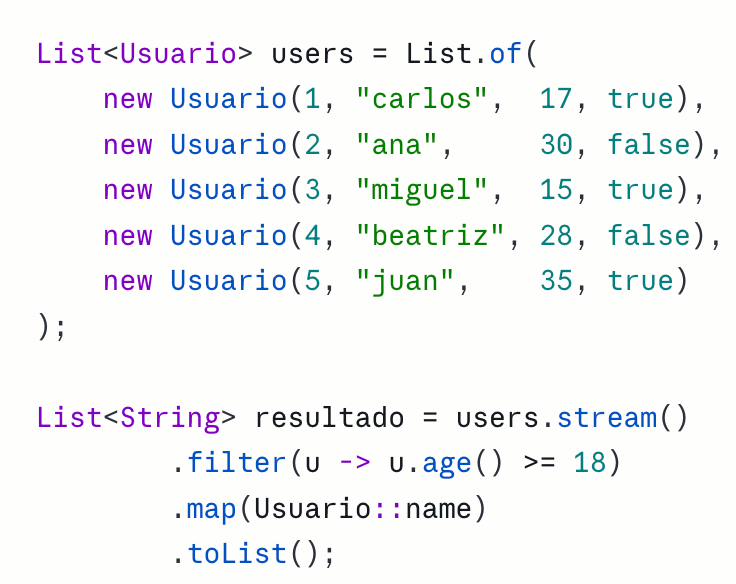 List<Usuario> users = List.of(
    new Usuario(1, "carlos",  17, true),
    new Usuario(2, "ana",     30, false),
    new Usuario(3, "miguel",  15, true),
    new Usuario(4, "beatriz", 28, false),
    new Usuario(5, "juan",    35, true)
);

List<String> resultado = users.stream()
        .filter(u -> u.age() >= 18)
        .map(Usuario::name)
        .toList();